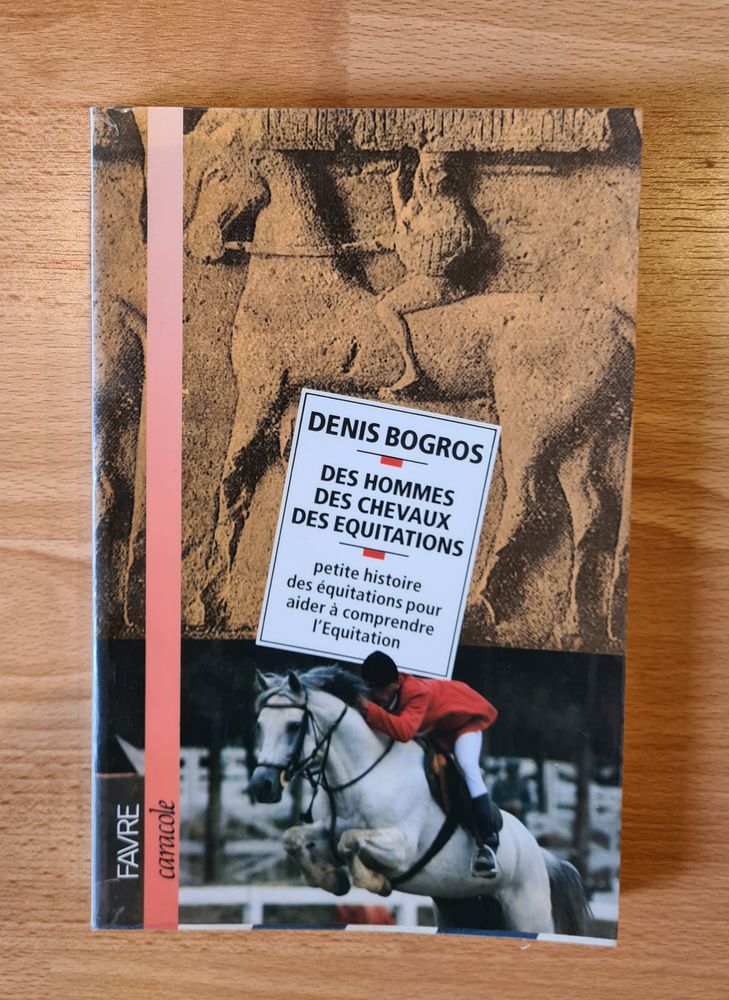 DENIS BOGROS
DES HOMMES
DES CHEVAUX
DES EQUITATIONS
petite histoire
des équitations pour
aider à comprendre
l'Equitation
FAVRE
caracole